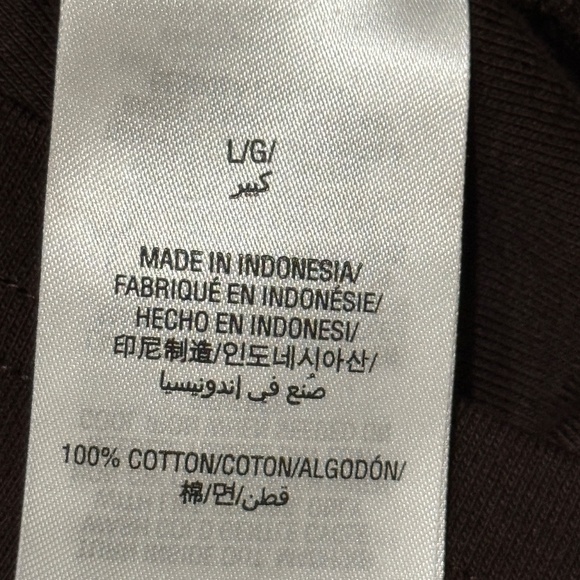 L/G/
كبير
MADE IN INDONESIA/
FABRIQUÉ EN INDONÉSIE/
HECHO EN INDONESI/
印尼制造/인도네시아산/
صُنع في اندونيسيا
100% COTTON/COTON/ALGODÓN/
棉/면/قطن